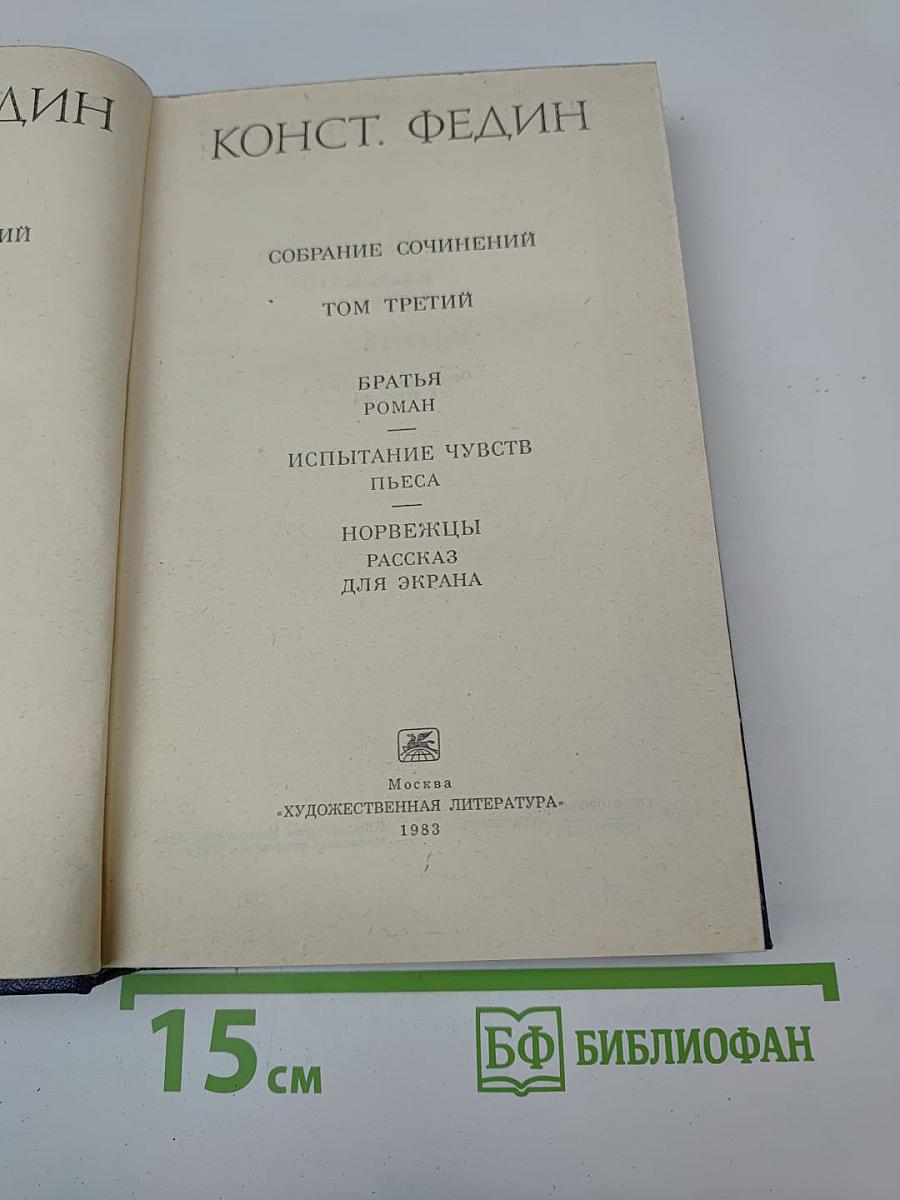 ДИН
ИЙ
КОНСТ. ФЕДИН
СОБРАНИЕ СОЧИНЕНИЙ
ТОМ ТРЕТИЙ
БРАТЬЯ
РОМАН
ИСПЫТАНИЕ ЧУВСТВ
ПЬЕСА
НОРВЕЖЦЫ
РАССКАЗ
ДЛЯ ЭКРАНА
Москва
«ХУДОЖЕСТВЕННАЯ ЛИТЕРАТУРА»
1983
15 см
БФ БИБЛИОФАН